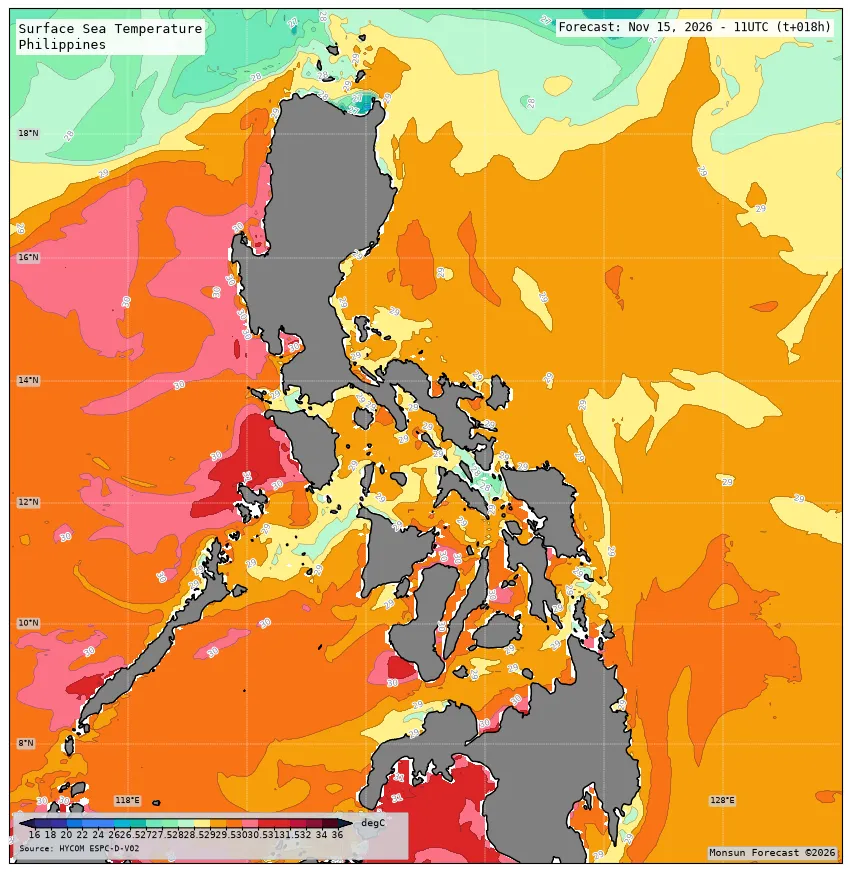 Surface Sea Temperature
Philippines
Forecast: Nov 15, 2026 - 11UTC (t+018h)
18°N
16°N
14°N
12°N
10°N
8°N
118°E
128°E
16 18 20 22 24 26 26.5 27 27.5 28 28.5 29 29.5 30 30.5 31 31.5 32 34 36 degC
Source: HYCOM ESPC-D-V02
Monsun Forecast ©2026